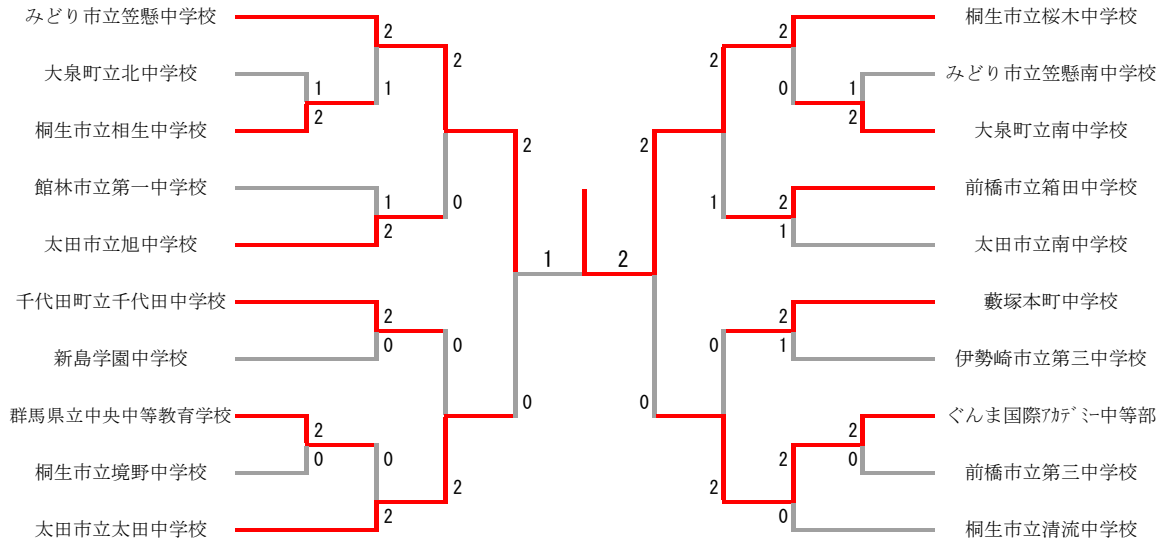 みどり市立笠懸中学校
2
大泉町立北中学校
1
1
2
桐生市立相生中学校
2
館林市立第一中学校
1
2
太田市立旭中学校
0
2
千代田町立千代田中学校
2
0
新島学園中学校
0
群馬県立中央中等教育学校
2
0
桐生市立境野中学校
0
2
太田市立太田中学校
2
0
1
2
桐生市立桜木中学校
2
みどり市立笠懸南中学校
1
0
2
大泉町立南中学校
2
前橋市立箱田中学校
2
1
太田市立南中学校
1
2
藪塚本町中学校
2
1
伊勢崎市立第三中学校
0
ぐんま国際ｱｶﾃﾞﾐｰ中等部
2
0
前橋市立第三中学校
2
0
桐生市立清流中学校
2
0